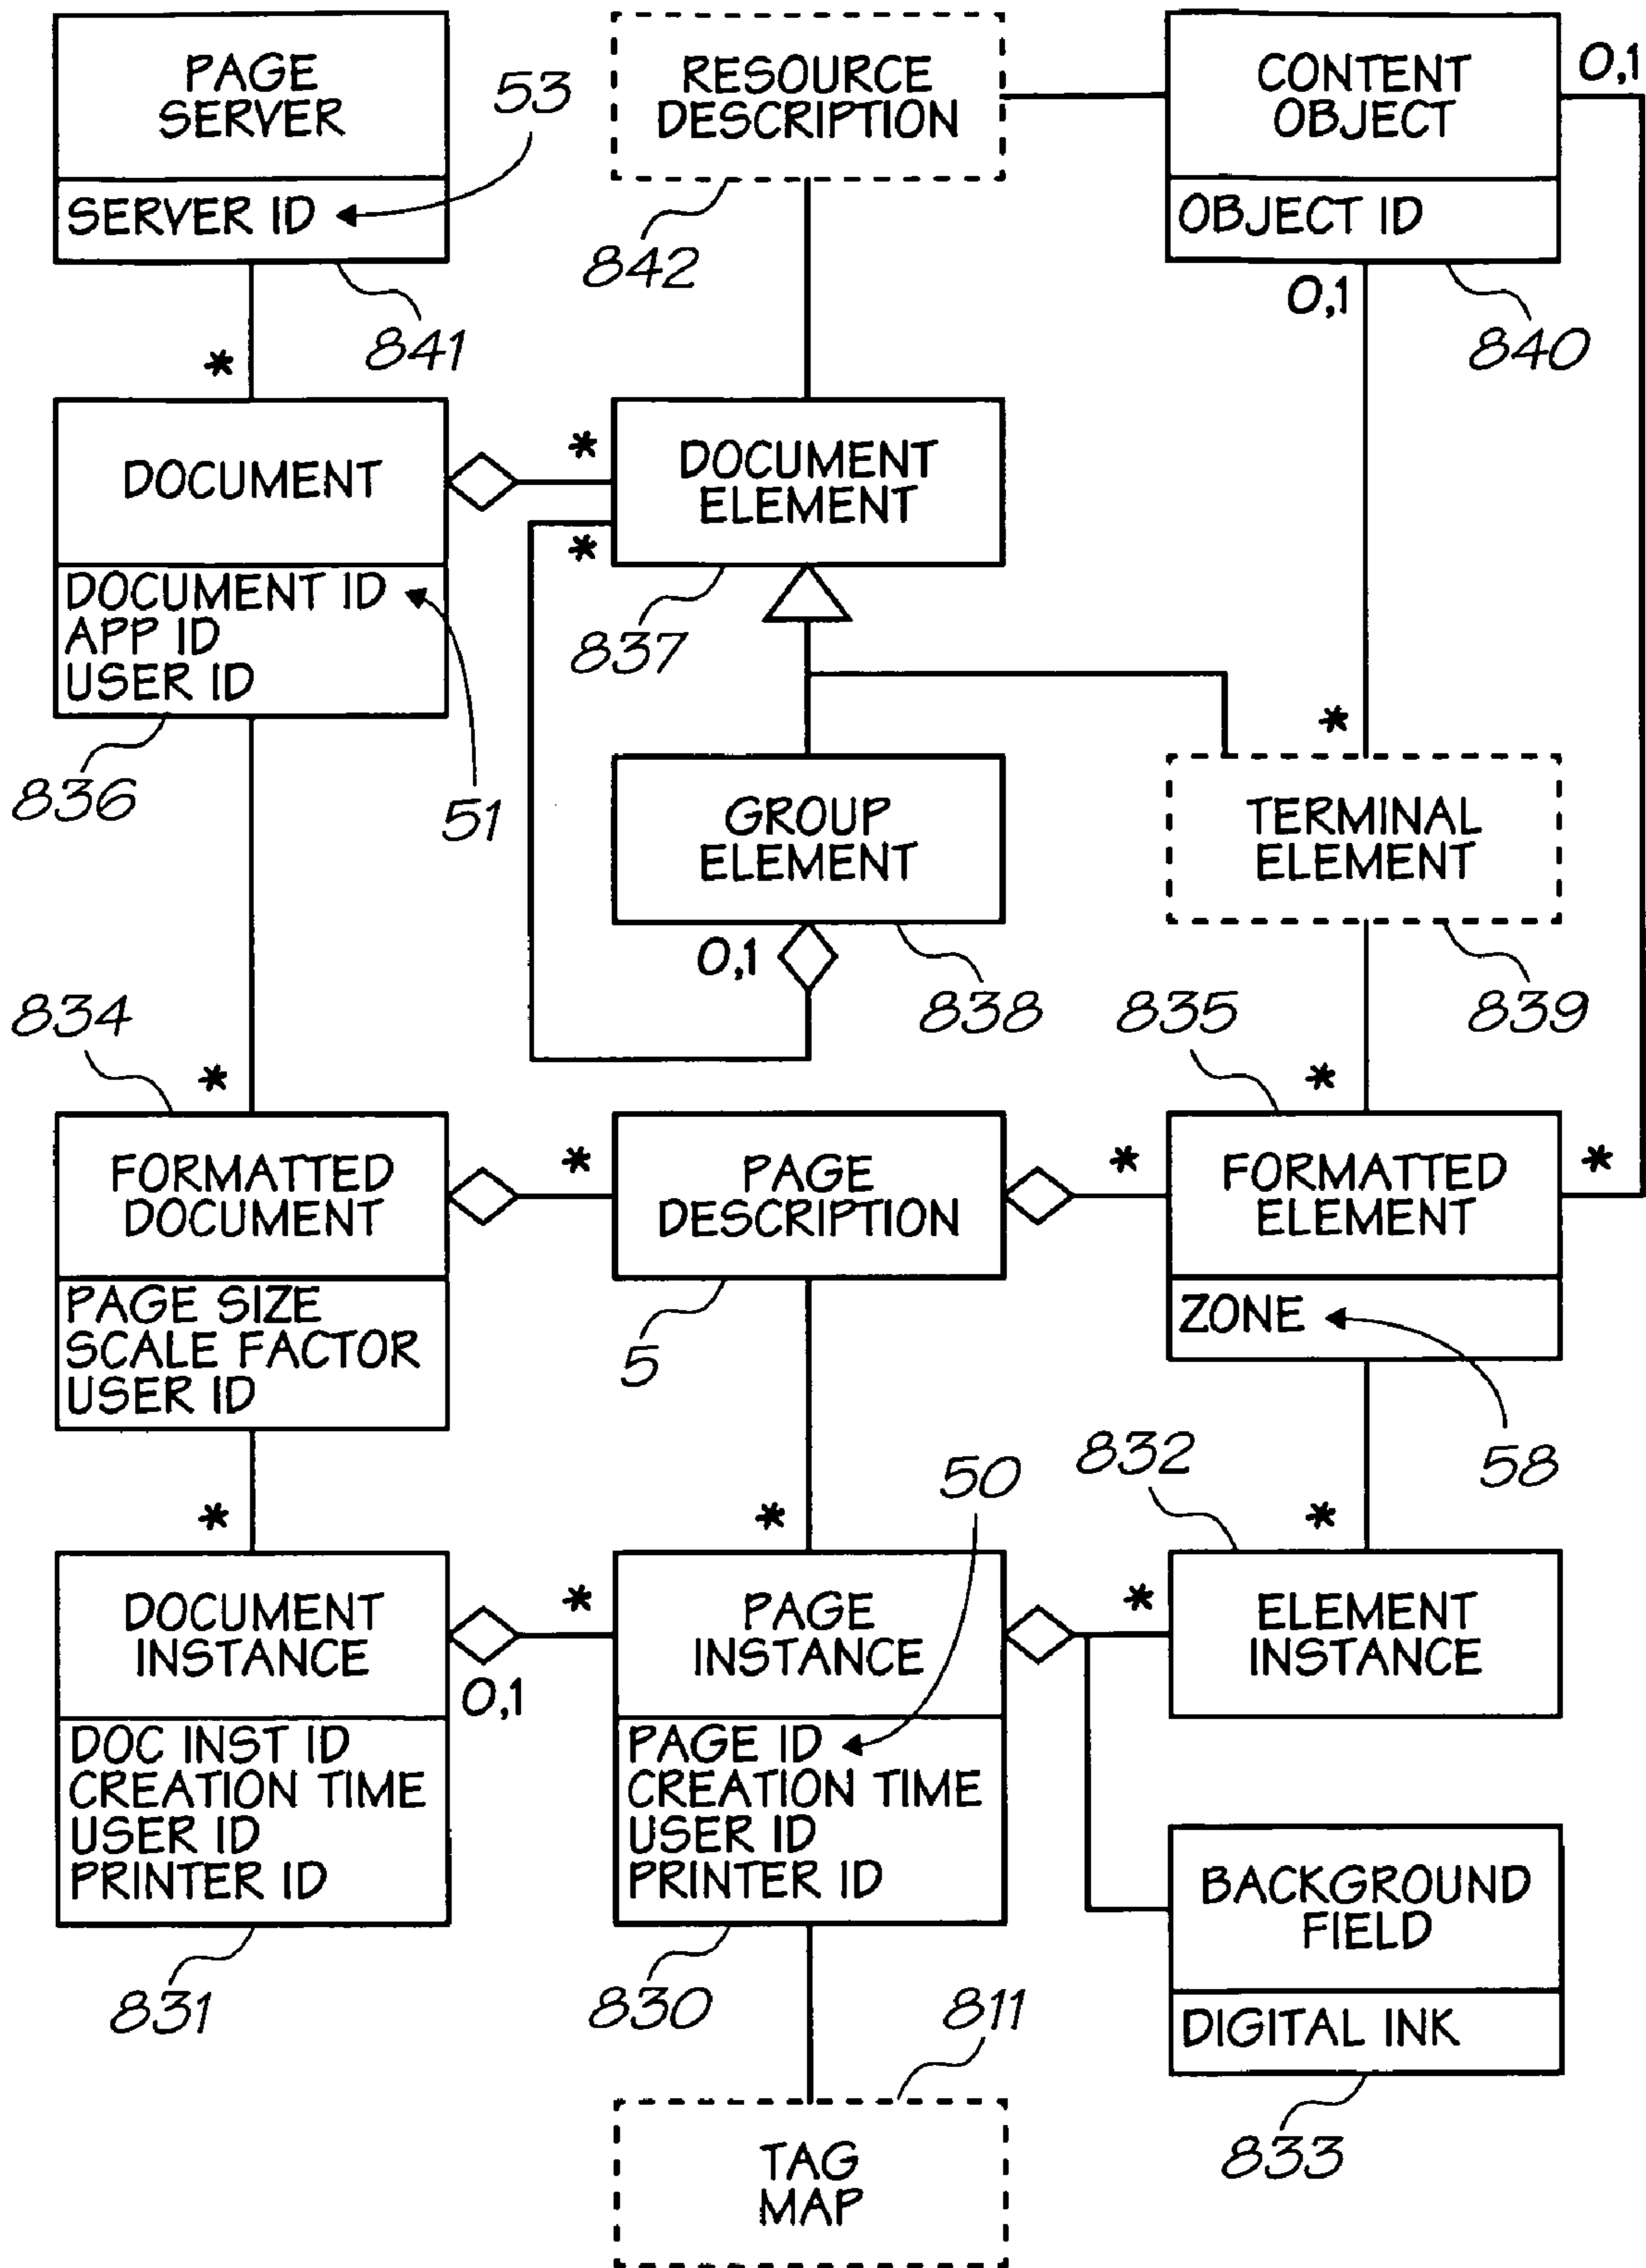 PAGE
SERVER
SERVER ID
53
841
RESOURCE
DESCRIPTION
842
CONTENT
OBJECT
OBJECT ID
0,1
0,1
840
*
DOCUMENT
DOCUMENT ID
APP ID
USER ID
836
51
*
*
DOCUMENT
ELEMENT
837
GROUP
ELEMENT
0,1
838
*
TERMINAL
ELEMENT
839
834
*
FORMATTED
DOCUMENT
PAGE SIZE
SCALE FACTOR
USER ID
*
PAGE
DESCRIPTION
5
835
*
*
FORMATTED
ELEMENT
*
ZONE
58
*
DOCUMENT
INSTANCE
DOC INST ID
CREATION TIME
USER ID
PRINTER ID
831
0,1
*
*
50
PAGE
INSTANCE
PAGE ID
CREATION TIME
USER ID
PRINTER ID
830
832
*
*
ELEMENT
INSTANCE
BACKGROUND
FIELD
DIGITAL INK
833
811
TAG
MAP